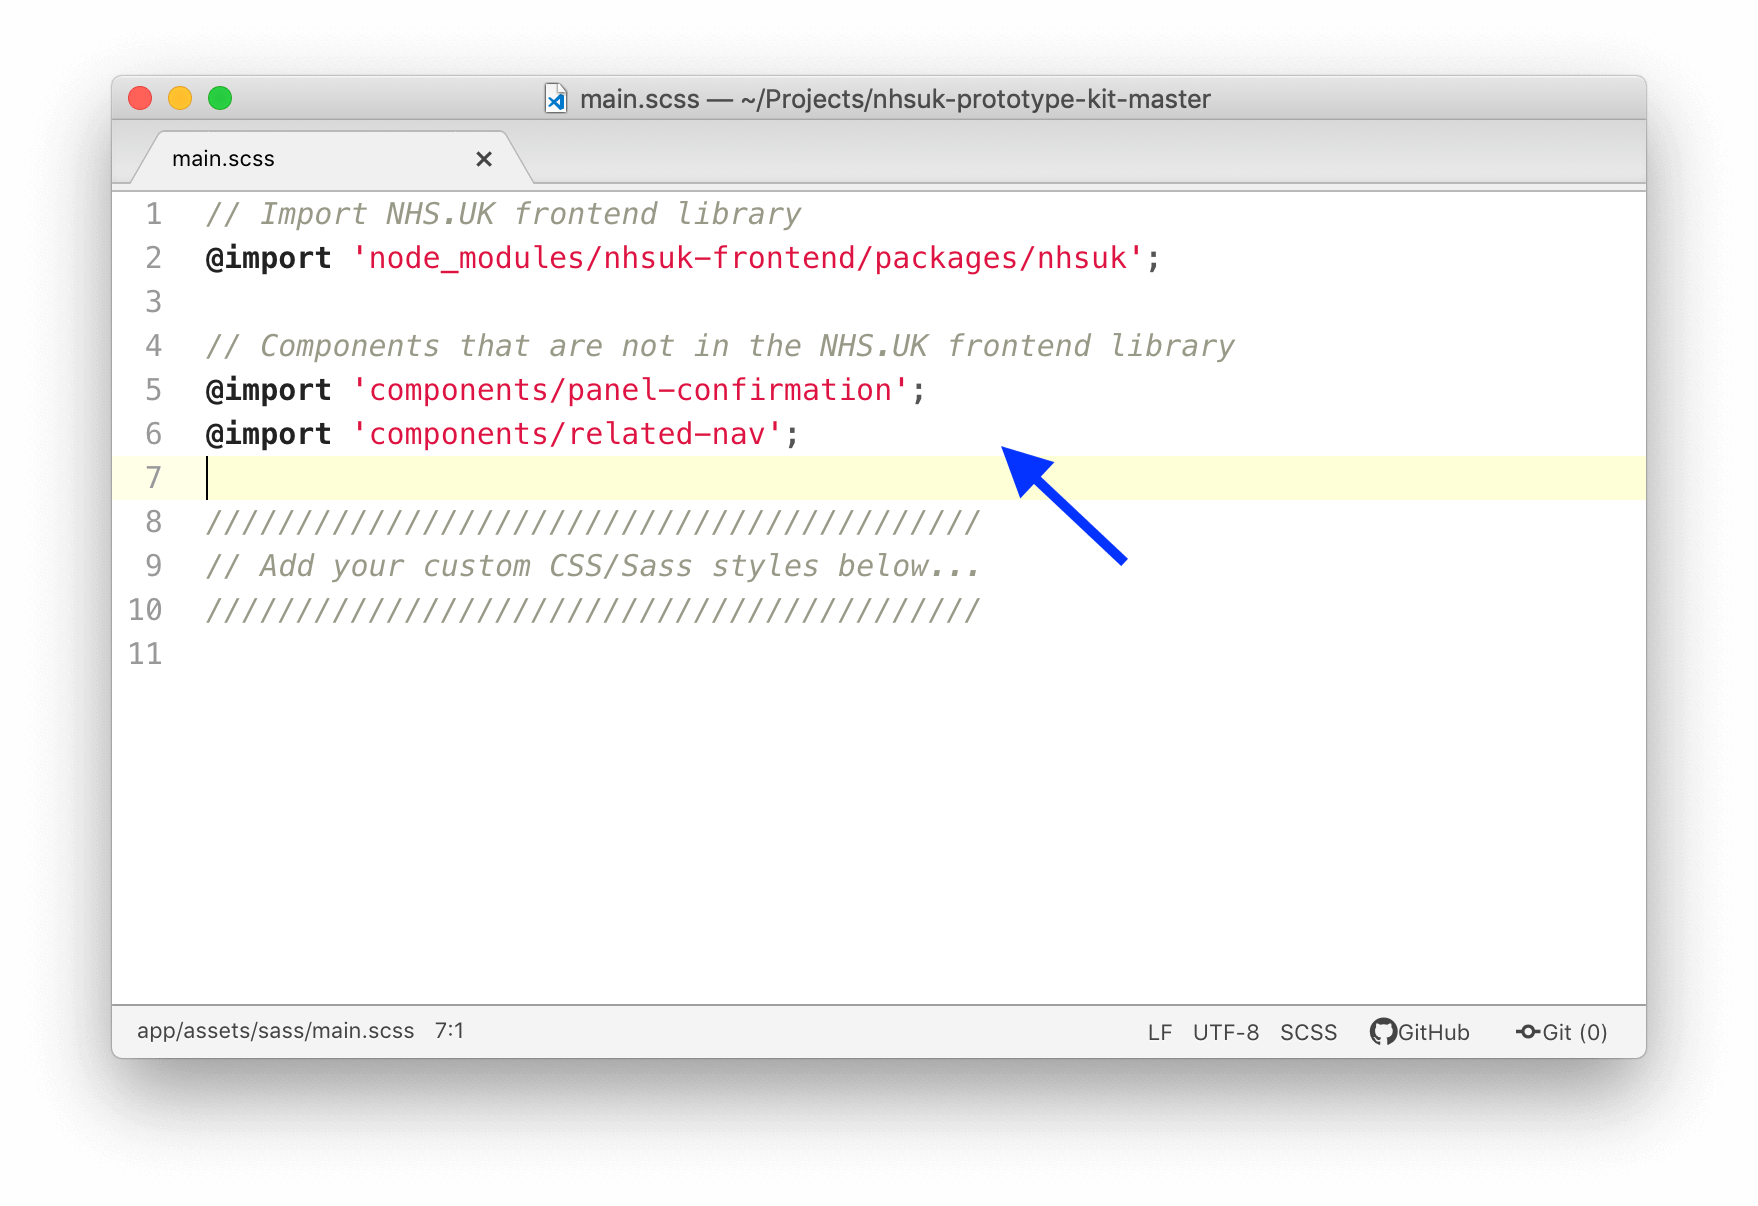 main.scss — ~/Projects/nhsuk-prototype-kit-master
main.scss ×
1 // Import NHS.UK frontend library
2 @import 'node_modules/nhsuk-frontend/packages/nhsuk';
3
4 // Components that are not in the NHS.UK frontend library
5 @import 'components/panel-confirmation';
6 @import 'components/related-nav';
7
8 ///////////////////////////////////////////
9 // Add your custom CSS/Sass styles below...
10 ///////////////////////////////////////////
11
app/assets/sass/main.scss 7:1 LF UTF-8 SCSS GitHub Git (0)